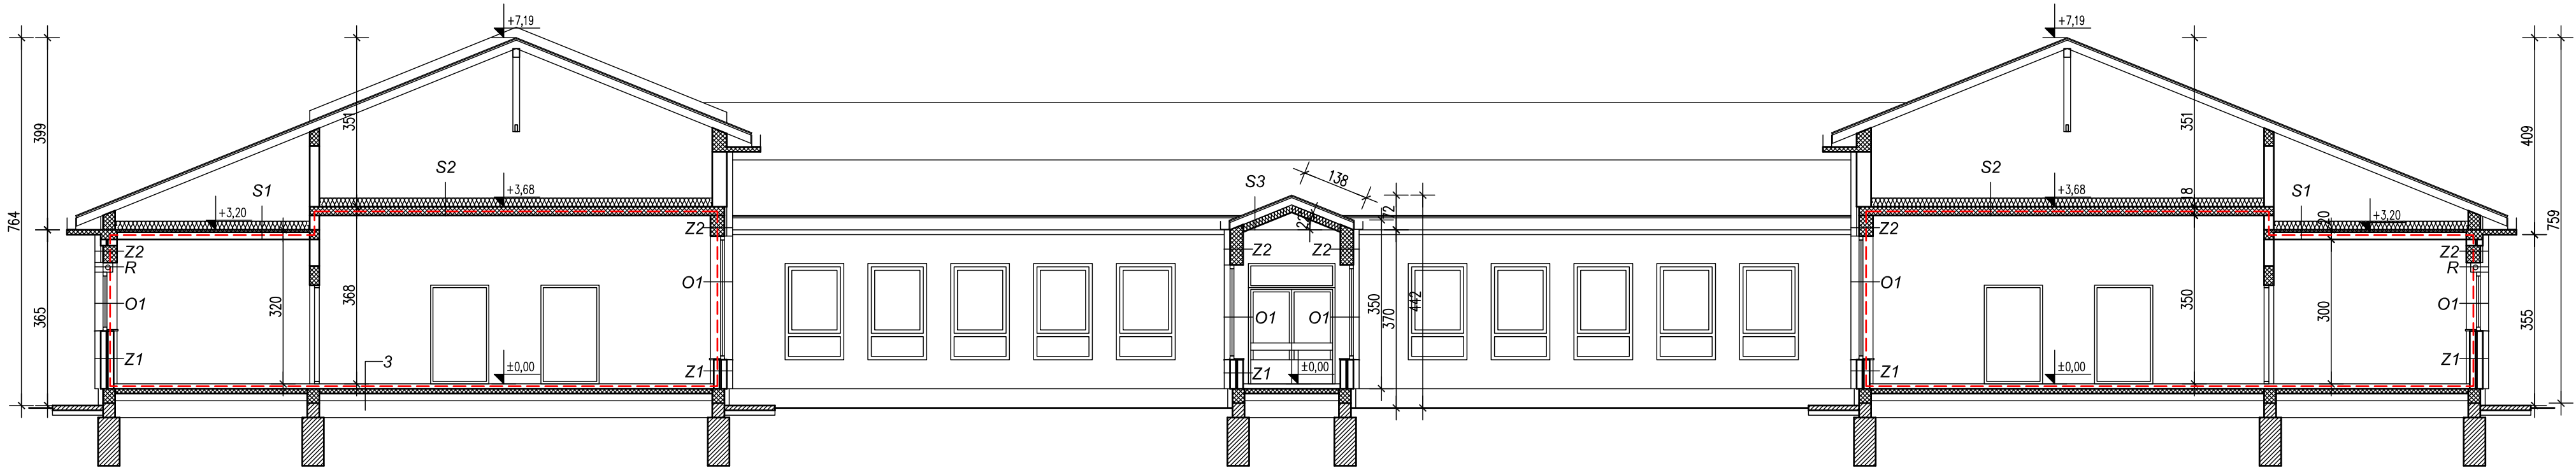 +7,19
+7,19
399
764
365
351
S1
S2
+3,20
+3,68
Z2
R
O1
Z1
320
368
3
±0,00
Z2
O1
Z1
S3
138
22
Z2
Z2
O1
O1
Z1
±0,00
72
350
370
442
351
409
759
S2
S1
+3,68
18
20
+3,20
Z2
O1
Z1
350
300
355
±0,00
Z2
R
O1
Z1